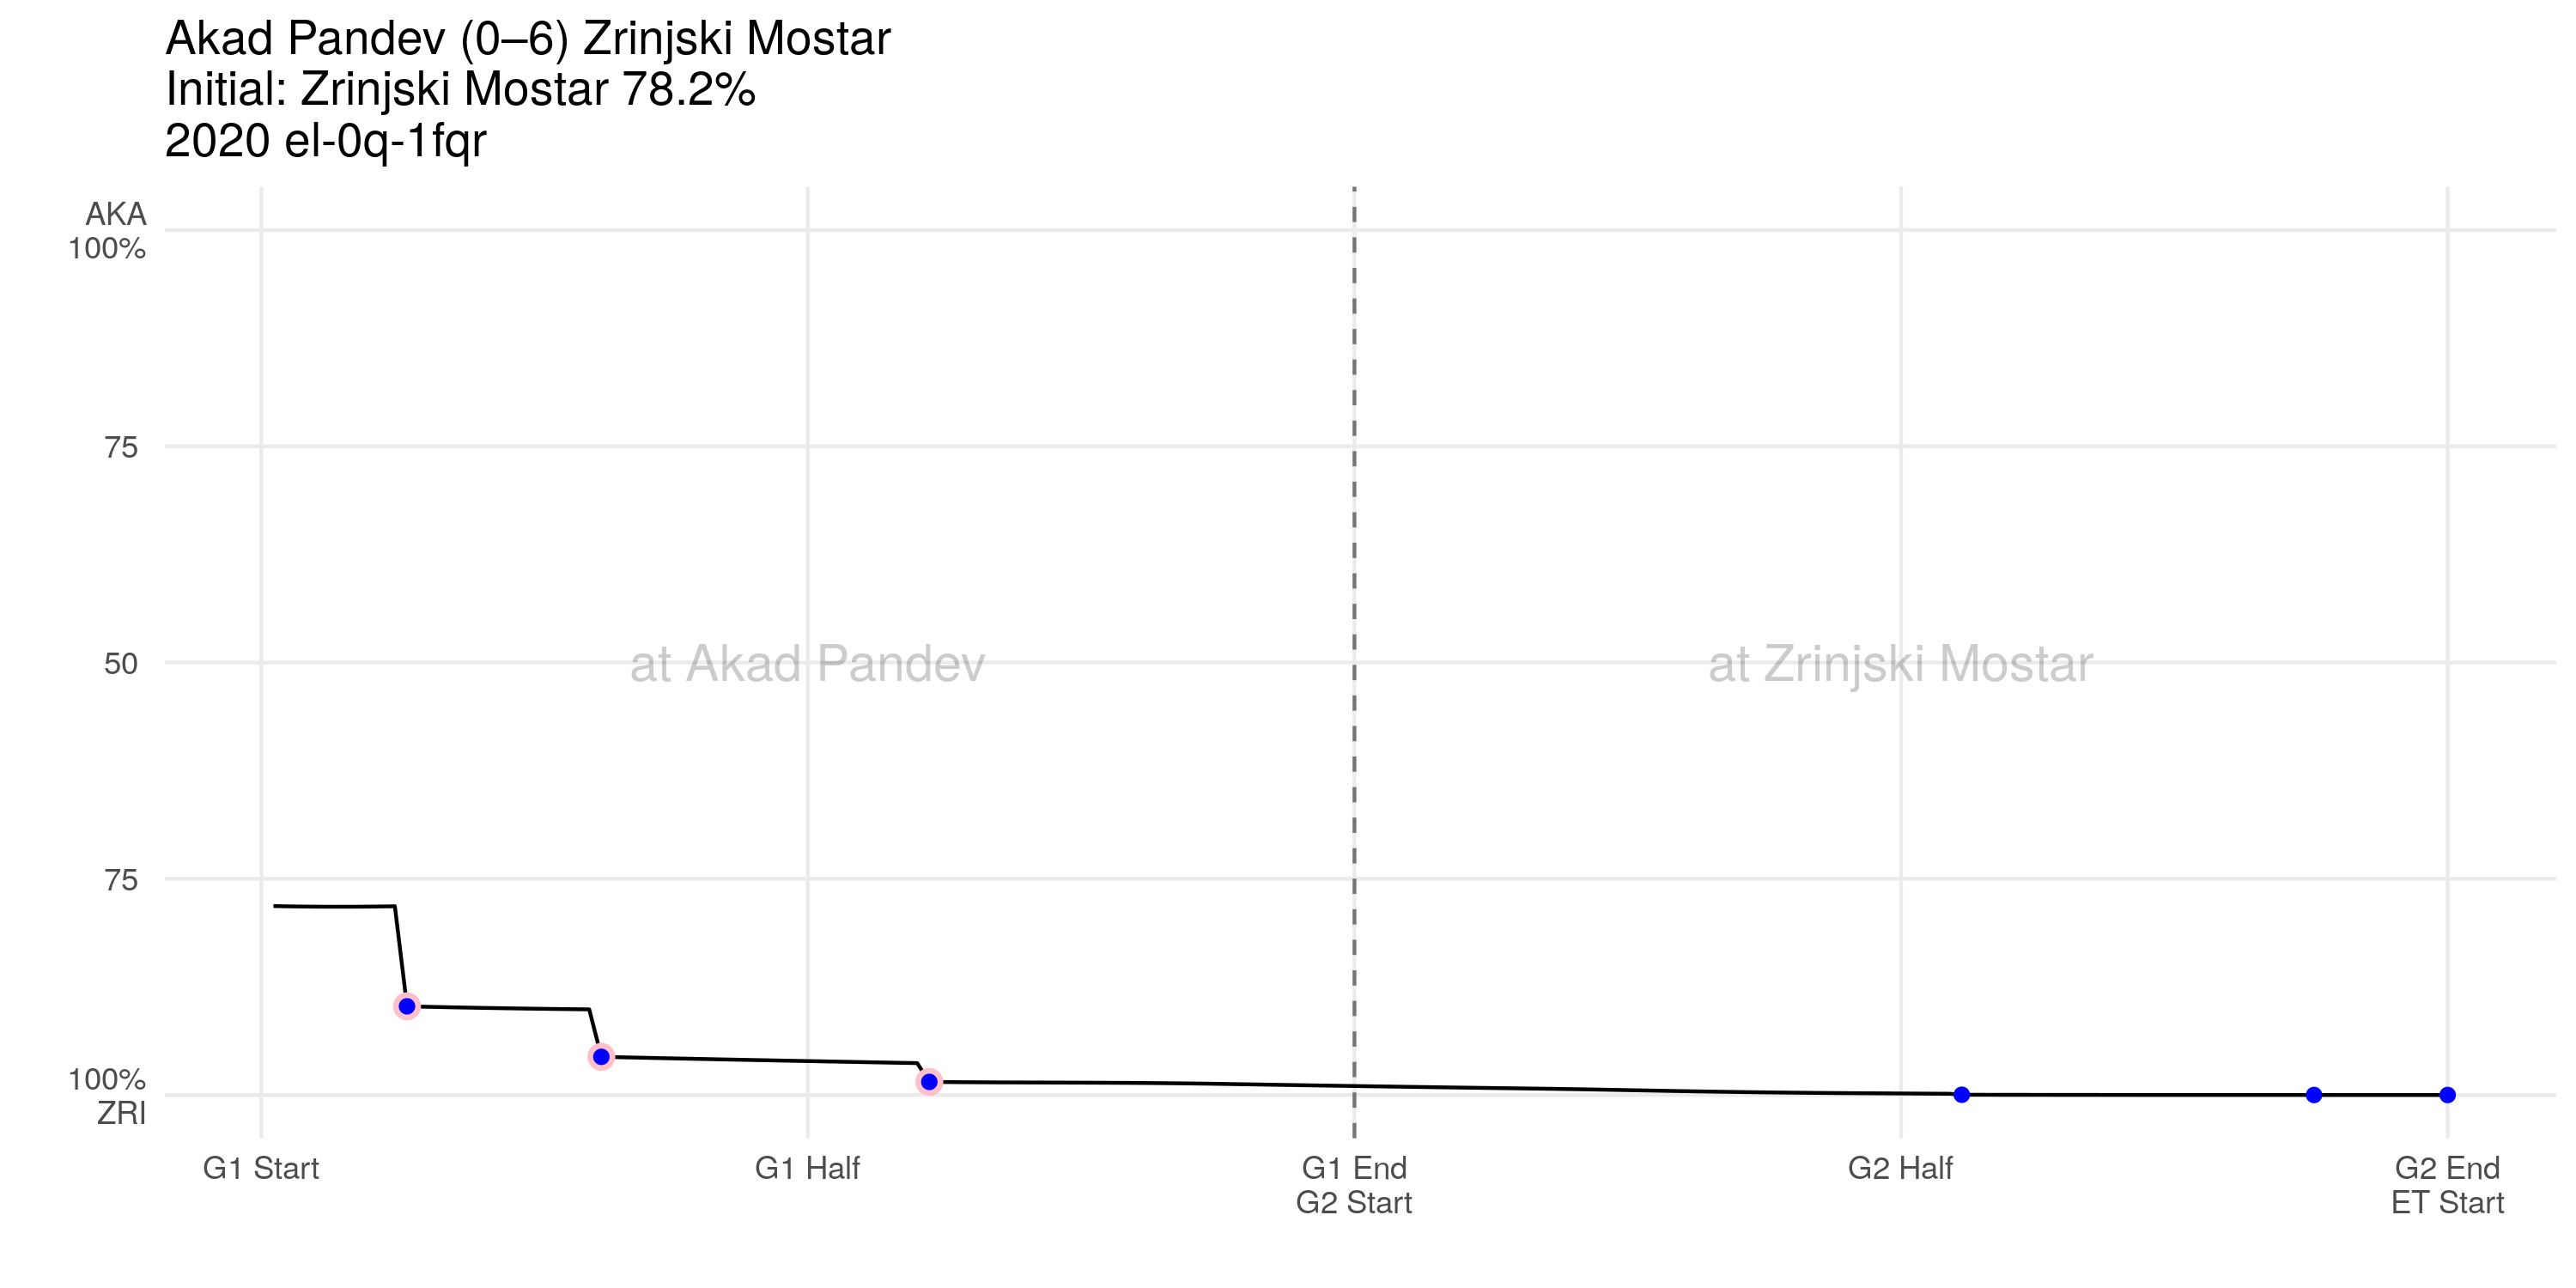 Akad Pandev (0–6) Zrinjski Mostar
Initial: Zrinjski Mostar 78.2%
2020 el-0q-1fqr
AKA
100%
75
50
75
100%
ZRI
at Akad Pandev
at Zrinjski Mostar
G1 Start
G1 Half
G1 End
G2 Start
G2 Half
G2 End
ET Start